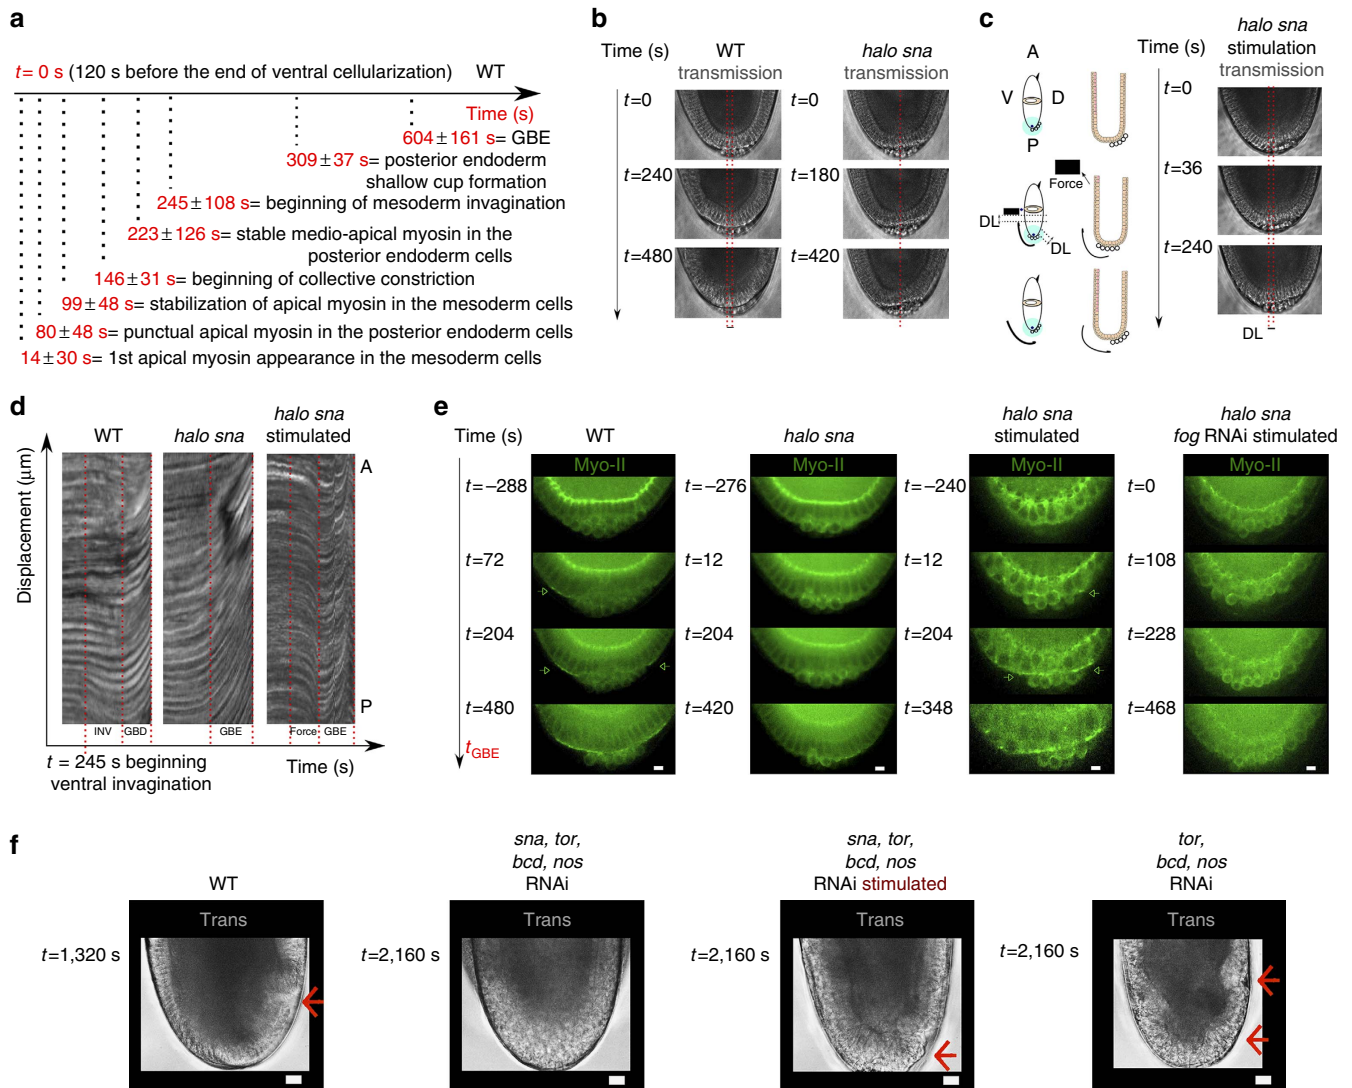 a
t= 0 s (120 s before the end of ventral cellularization) WT
Time (s)
604±161 s= GBE
309±37 s= posterior endoderm
shallow cup formation
245±108 s= beginning of mesoderm invagination
223±126 s= stable medio-apical myosin in the
posterior endoderm cells
146±31 s= beginning of collective constriction
99±48 s= stabilization of apical myosin in the mesoderm cells
80±48 s= punctual apical myosin in the posterior endoderm cells
14±30 s= 1st apical myosin appearance in the mesoderm cells
b
Time (s) WT halo sna
transmission transmission
t=0 t=0
t=240 t=180
t=480 t=420
c
halo sna
Time (s) stimulation
transmission
A
V D
P
Force
DL
DL
t=0
t=36
t=240
DL
d
halo sna
WT halo sna stimulated
Displacement (µm)
A
P
INV GBD GBE Force GBE
t = 245 s beginning
ventral invagination
Time (s)
e
halo sna halo sna
Time (s) WT halo sna stimulated fog RNAi stimulated
Myo-II Myo-II Myo-II Myo-II
t=−288 t=−276 t=−240 t=0
t=72 t=12 t=12 t=108
t=204 t=204 t=204 t=228
t=480 t=420 t=348 t=468
tGBE
f
sna, tor, sna, tor, tor,
bcd, nos bcd, nos bcd, nos
WT RNAi RNAi stimulated RNAi
Trans Trans Trans Trans
t=1,320 s t=2,160 s t=2,160 s t=2,160 s